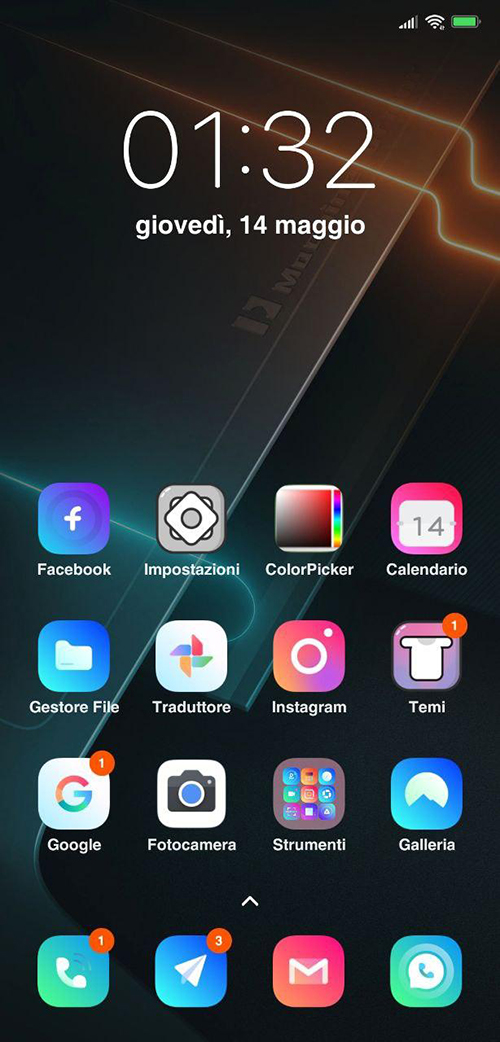 01:32
giovedì, 14 maggio
14
Facebook Impostazioni ColorPicker Calendario
1
Gestore File Traduttore Instagram Temi
1
Google Fotocamera Strumenti Galleria
1 3